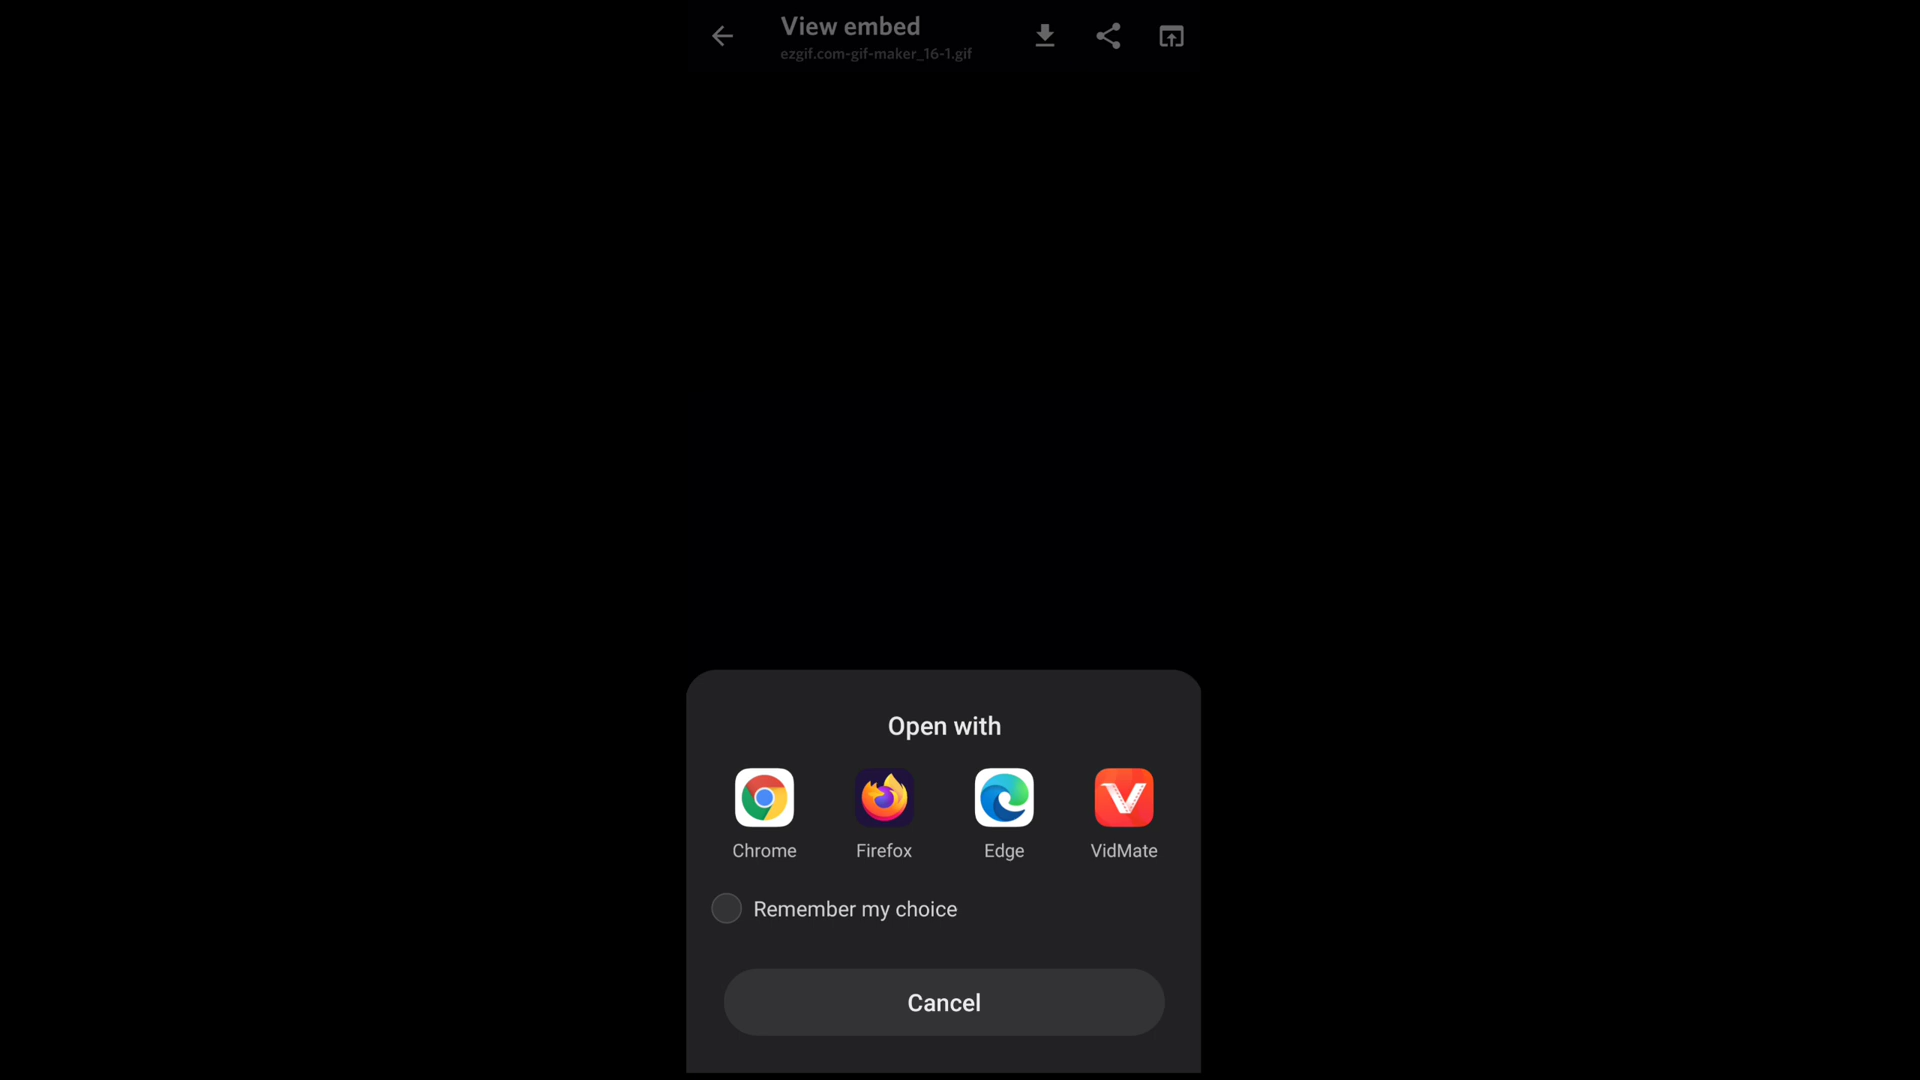 View embed
ezgif.com-gif-maker_16-1.gif
Open with
Chrome Firefox Edge VidMate
Remember my choice
Cancel